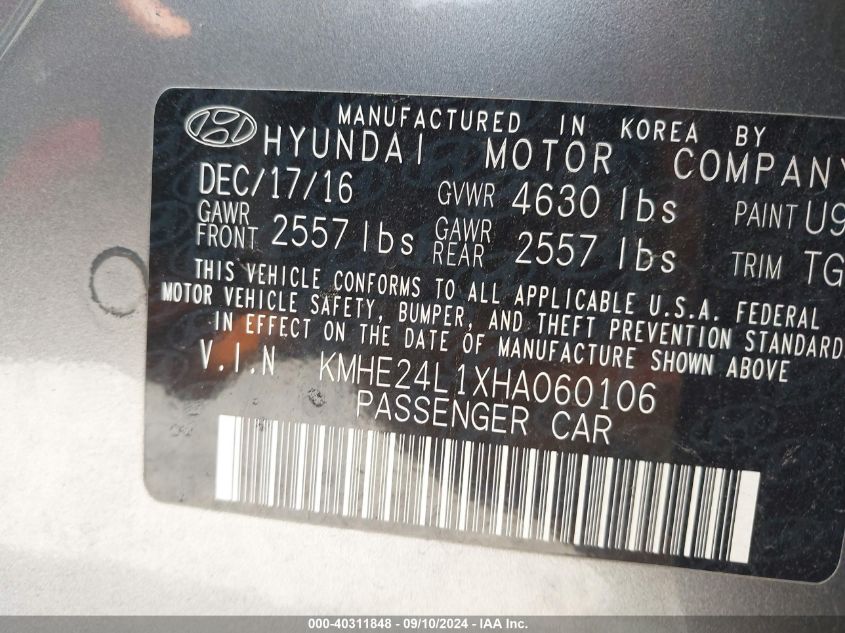 MANUFACTURED IN KOREA BY
HYUNDAI MOTOR COMPANY
DEC/17/16 GVWR 4630 lbs PAINT U9
GAWR FRONT 2557 lbs GAWR REAR 2557 lbs TRIM TG
THIS VEHICLE CONFORMS TO ALL APPLICABLE U.S.A. FEDERAL
MOTOR VEHICLE SAFETY, BUMPER, AND THEFT PREVENTION STANDARD
IN EFFECT ON THE DATE OF MANUFACTURE SHOWN ABOVE
V.I.N KMHE24L1XHA060106
PASSENGER CAR
000-40311848 - 09/10/2024 - IAA Inc.